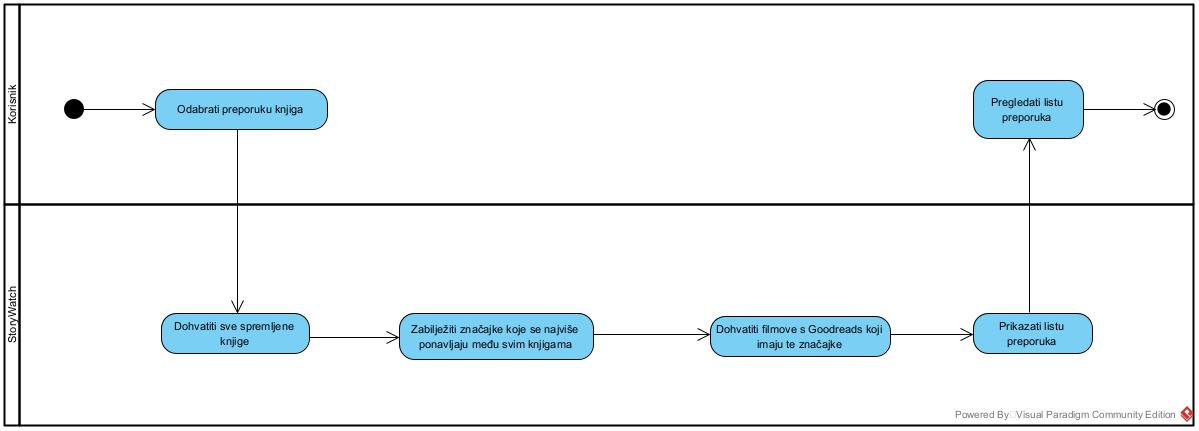 Korisnik
Odabrati preporuku knjiga
Pregledati listu
preporuka
StoryWatch
Dohvatiti sve spremljene
knjige
Zabilježiti značajke koje se najviše
ponavljaju među svim knjigama
Dohvatiti filmove s Goodreads koji
imaju te značajke
Prikazati listu
preporuka
Powered By Visual Paradigm Community Edition